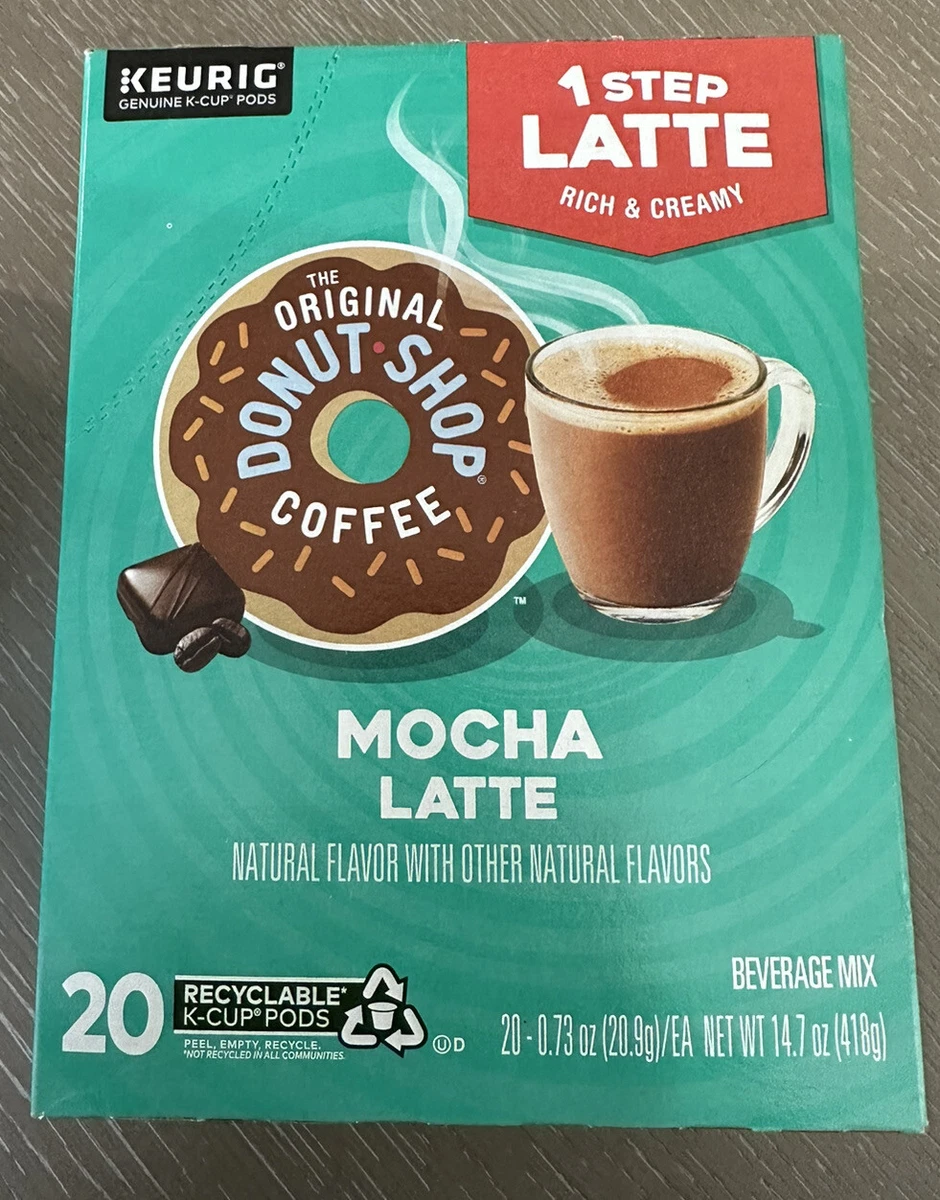 KEURIG®
GENUINE K-CUP® PODS
1 STEP
LATTE
RICH & CREAMY
THE
ORIGINAL
DONUT·SHOP®
COFFEE
™
MOCHA
LATTE
NATURAL FLAVOR WITH OTHER NATURAL FLAVORS
20
RECYCLABLE*
K-CUP® PODS
PEEL, EMPTY, RECYCLE.
*NOT RECYCLED IN ALL COMMUNITIES.
Ⓤ D
BEVERAGE MIX
20 - 0.73 oz (20.9g)/EA NET WT 14.7 oz (418g)